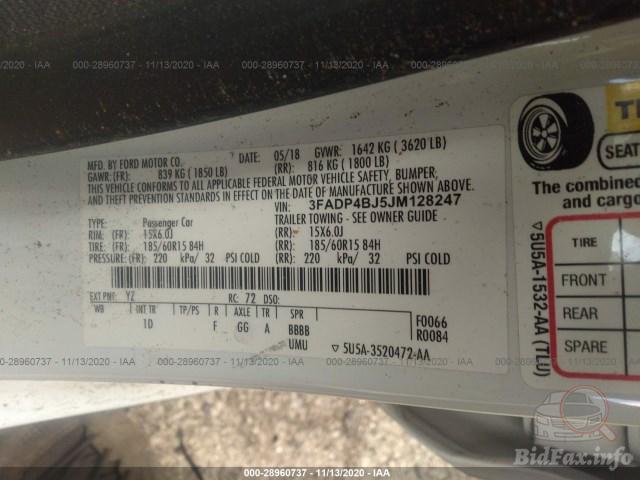 000-28960737 - 11/13/2020 - IAA
MFD. BY FORD MOTOR CO.
DATE: 05/18 GVWR: 1642 KG ( 3620 LB)
GAWR: (FR): 839 KG ( 1850 LB) (RR): 816 KG ( 1800 LB)
THIS VEHICLE CONFORMS TO ALL APPLICABLE FEDERAL MOTOR VEHICLE SAFETY, BUMPER,
AND THEFT PREVENTION STANDARDS IN EFFECT ON THE DATE OF MANUFACTURE SHOWN ABOVE.
VIN: 3FADP4BJ5JM128247
TYPE: Passenger Car TRAILER TOWING - SEE OWNER GUIDE
RIM: (FR) 15X6.0J (RR): 15X6.0J
TIRE: (FR) 185/60R15 84H (RR): 185/60R15 84H
PRESSURE: (FR) 220 kPa/ 32 PSI COLD (RR): 220 kPa/ 32 PSI COLD
EXT PNT: YZ RC: 72 DSO:
WB INT TR TP/PS R AXLE TR SPR
1D F GG A BBBB
UMU
F0066
R0084
5U5A-3520472-AA
SEAT
The combined
and cargo
TIRE
FRONT
REAR
SPARE
5U5A-1532-AA (TLU)
BidFax.info
000-28960737 - 11/13/2020 - IAA